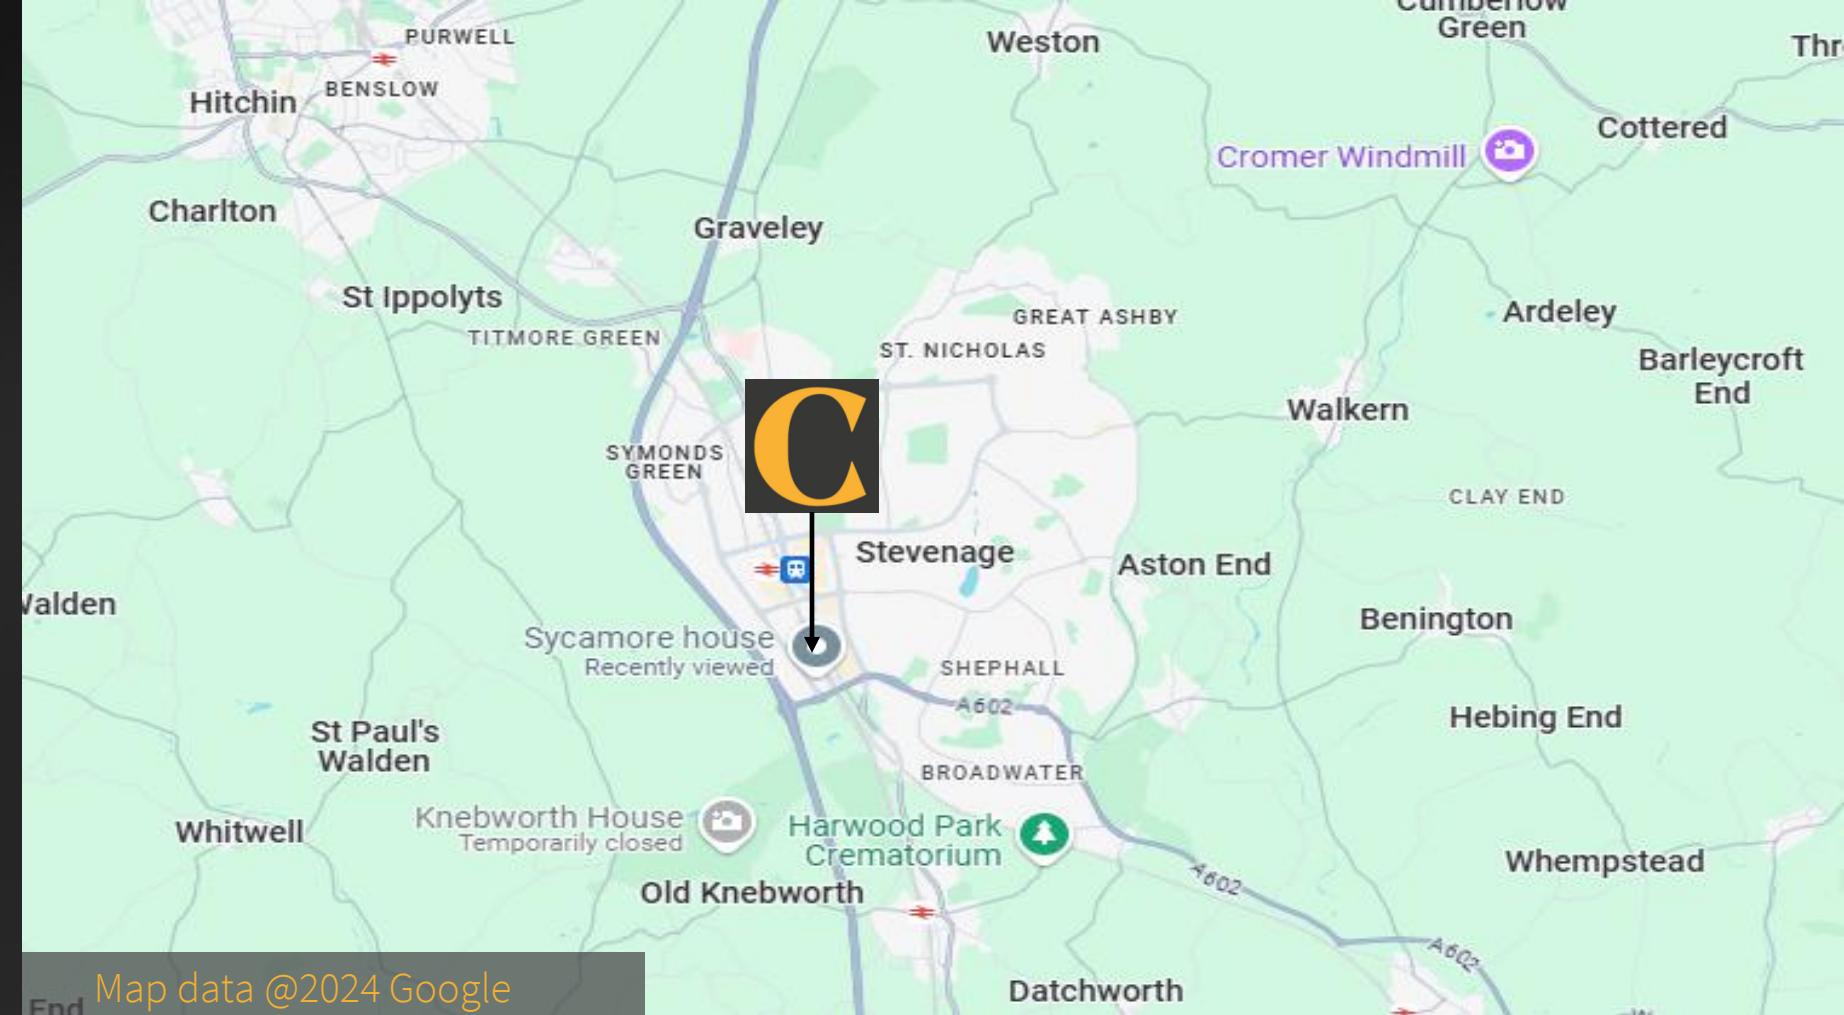 Cumberlow
Green
PURWELL
Weston
BENSLOW
Hitchin
Cottered
Cromer Windmill
Charlton
Graveley
St Ippolyts
GREAT ASHBY
Ardeley
TITMORE GREEN
ST. NICHOLAS
Barleycroft
End
Walkern
C
SYMONDS
GREEN
CLAY END
Stevenage
Aston End
Walden
Benington
Sycamore house
Recently viewed
SHEPHALL
A602
Hebing End
St Paul's
Walden
BROADWATER
Knebworth House
Temporarily closed
Harwood Park
Crematorium
Whitwell
Whempstead
A602
Old Knebworth
A602
Map data @2024 Google
Datchworth
End